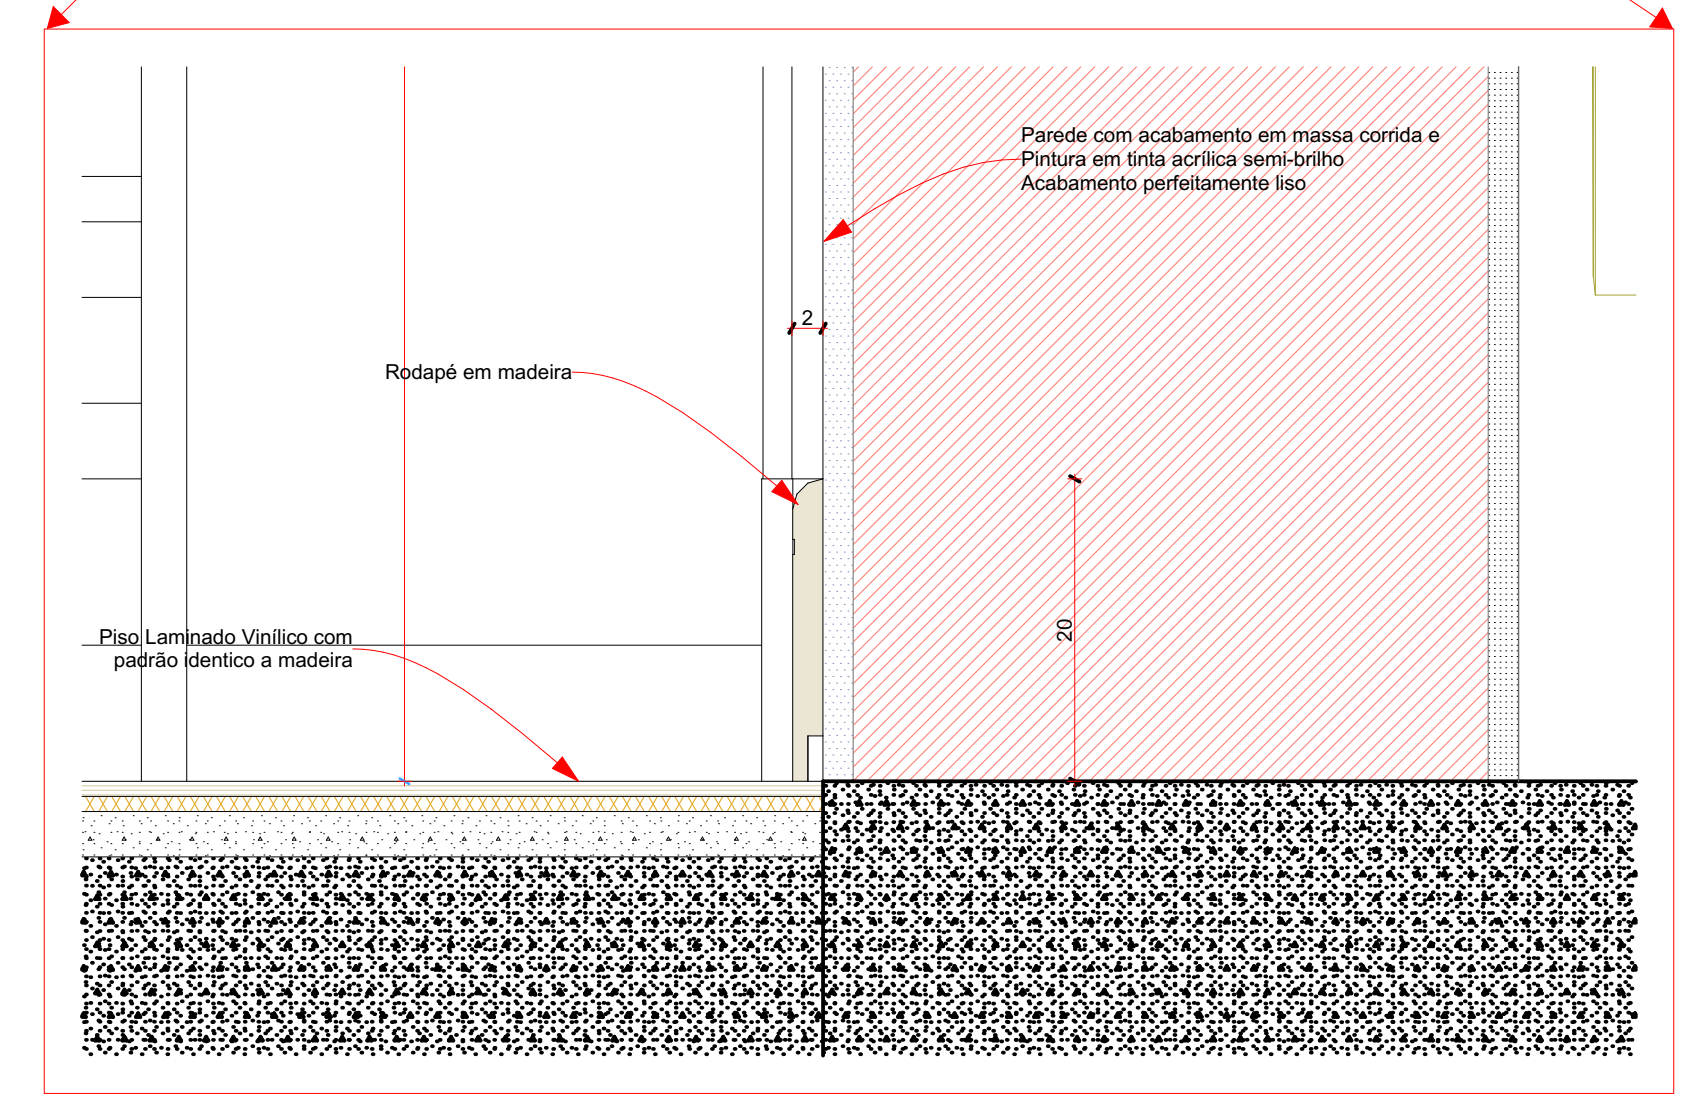 Parede com acabamento em massa corrida e
Pintura em tinta acrílica semi-brilho
Acabamento perfeitamente liso
2
Rodapé em madeira
20
Piso Laminado Vinílico com
padrão identico a madeira